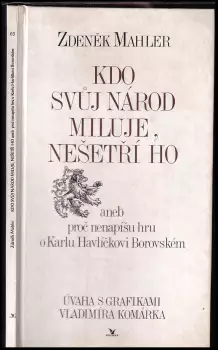 ZDENĚK MAHLER
KDO
SVŮJ NÁROD
MILUJE,
NEŠETŘÍ HO
aneb
proč nenapíšu hru
o Karlu Havlíčkovi Borovském
ÚVAHA S GRAFIKAMI
VLADIMÍRA KOMÁRKA